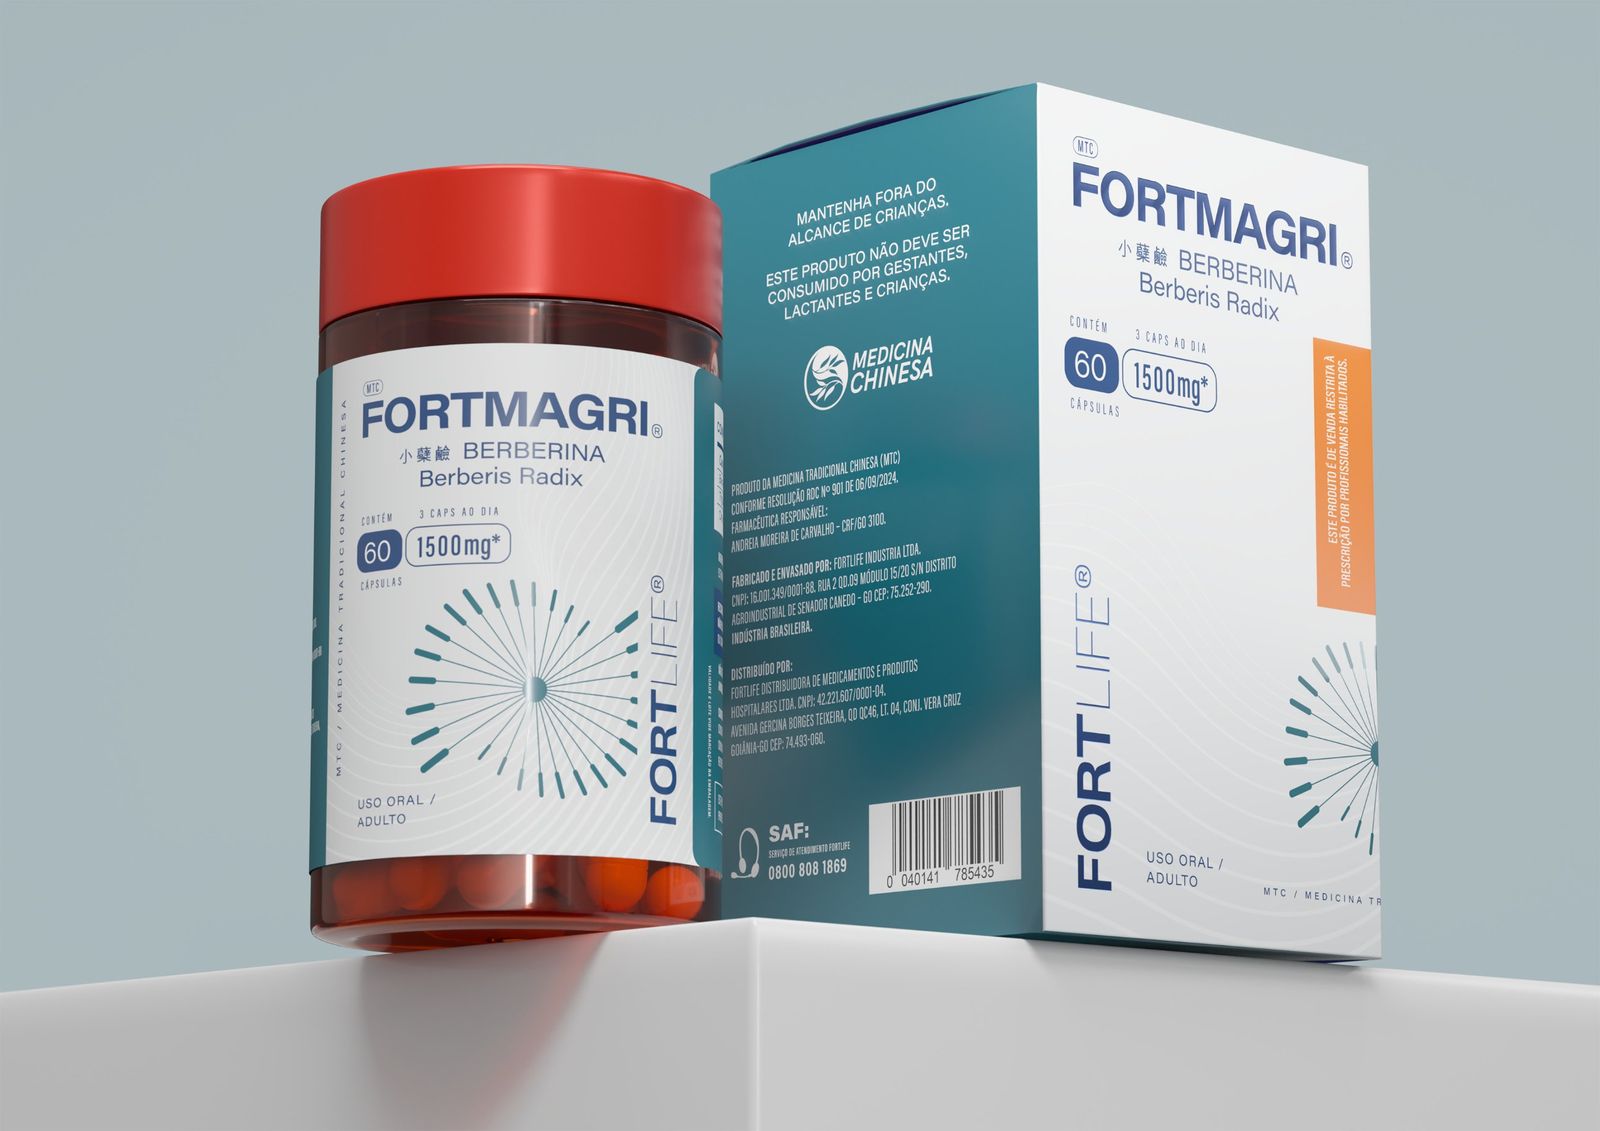 MTC
FORTMAGRI®
小蘗鹼 BERBERINA
Berberis Radix
CONTÉM
60
CÁPSULAS
3 CAPS AO DIA
1500mg*
MTC / MEDICINA TRADICIONAL CHINESA
FORTLIFE®
USO ORAL /
ADULTO
VALIDADE E LOTE VIDE MARCAÇÃO NA EMBALAGEM.
MANTENHA FORA DO
ALCANCE DE CRIANÇAS.
ESTE PRODUTO NÃO DEVE SER
CONSUMIDO POR GESTANTES,
LACTANTES E CRIANÇAS.
MEDICINA
CHINESA
PRODUTO DA MEDICINA TRADICIONAL CHINESA (MTC)
CONFORME RESOLUÇÃO RDC Nº 901 DE 06/09/2024.
FARMACÊUTICA RESPONSÁVEL:
ANDREIA MOREIRA DE CARVALHO – CRF/GO 3100.
FABRICADO E ENVASADO POR: FORTLIFE INDUSTRIA LTDA.
CNPJ: 16.001.349/0001-88. RUA 2 QD.09 MÓDULO 15/20 S/N DISTRITO
AGROINDUSTRIAL DE SENADOR CANEDO – GO CEP: 75.252-290.
INDÚSTRIA BRASILEIRA.
DISTRIBUÍDO POR:
FORTLIFE DISTRIBUIDORA DE MEDICAMENTOS E PRODUTOS
HOSPITALARES LTDA. CNPJ: 42.221.607/0001-04.
AVENIDA GERCINA BORGES TEIXEIRA, QD QC46, LT. 04, CONJ. VERA CRUZ
GOIÂNIA-GO CEP: 74.493-060.
SAF:
SERVIÇO DE ATENDIMENTO FORTLIFE
0800 808 1869
0 040141 785435
MTC
FORTMAGRI®
小蘗鹼 BERBERINA
Berberis Radix
CONTÉM
60
CÁPSULAS
3 CAPS AO DIA
1500mg*
ESTE PRODUTO É DE VENDA RESTRITA À
PRESCRIÇÃO POR PROFISSIONAIS HABILITADOS.
FORTLIFE®
USO ORAL /
ADULTO
MTC / MEDICINA TR